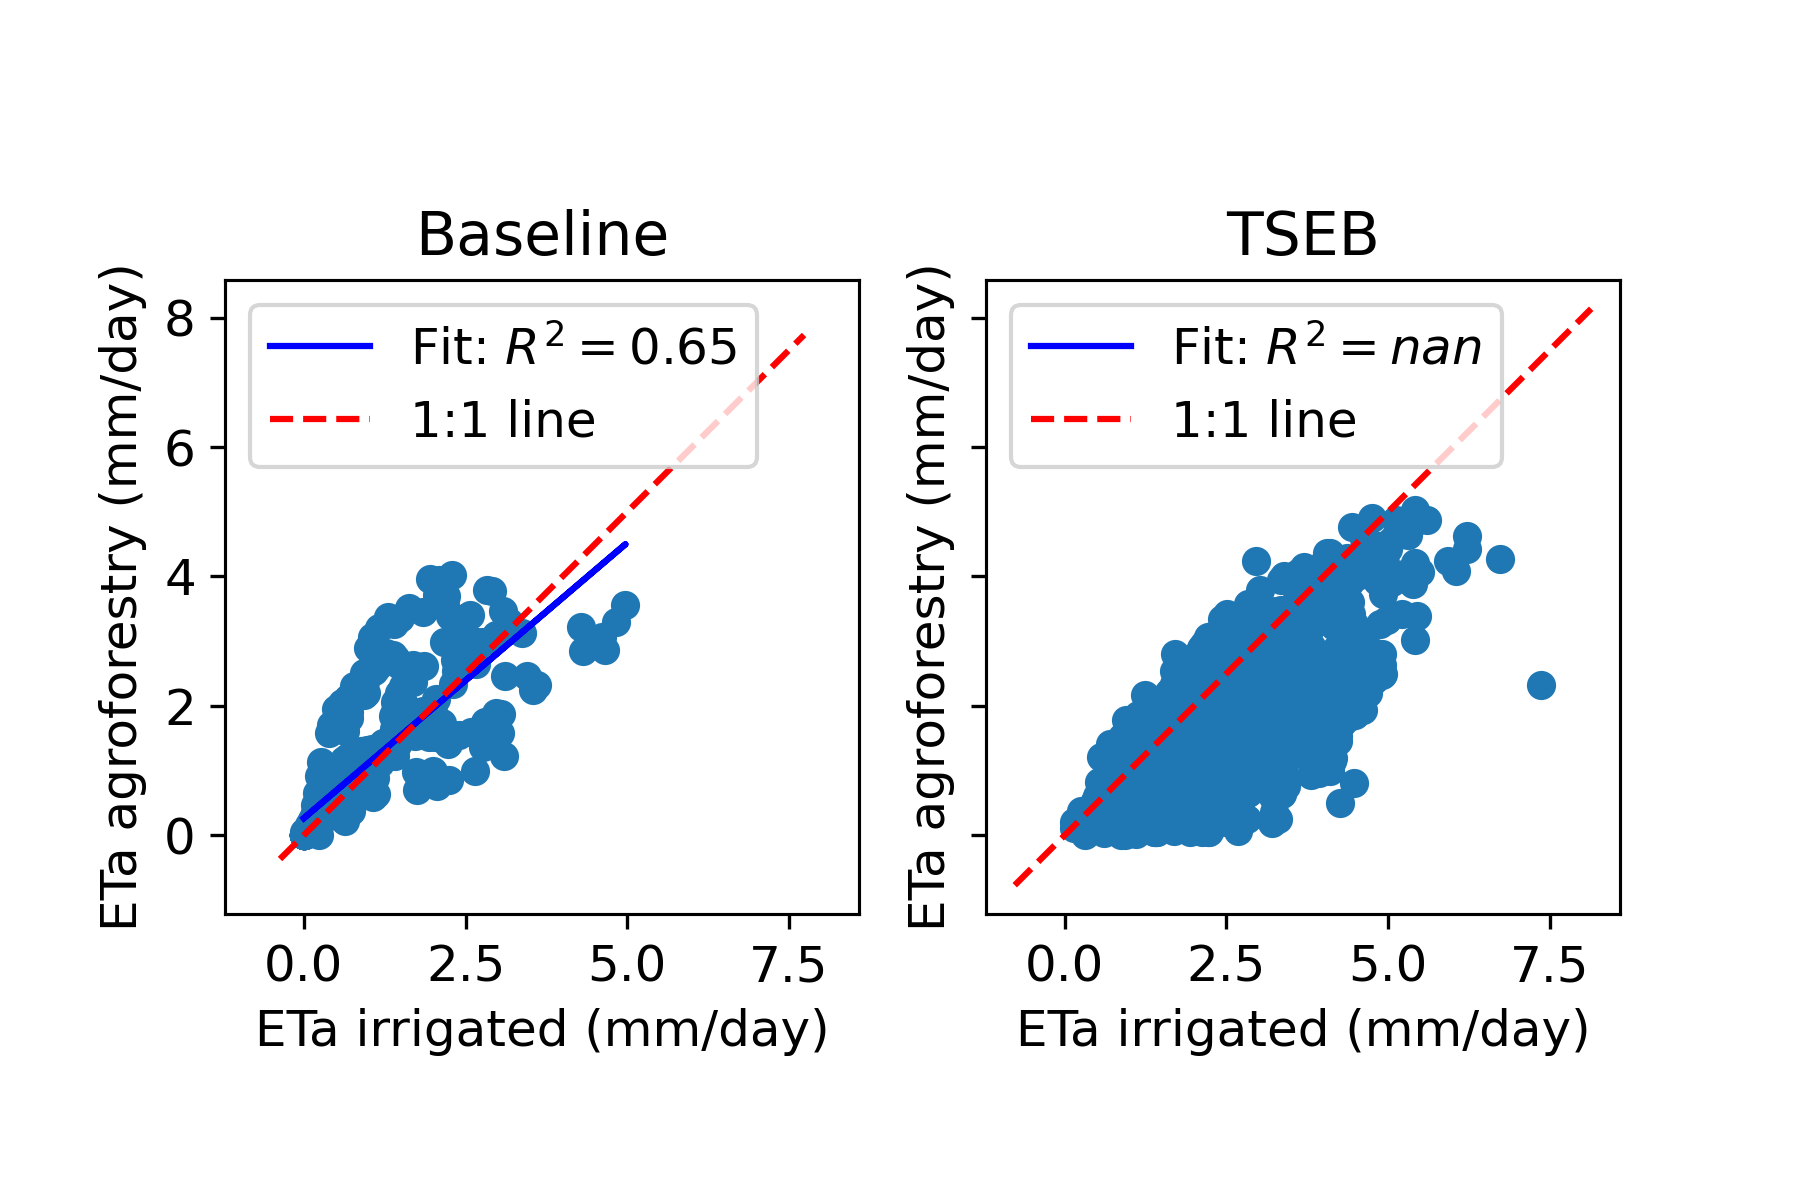 Baseline
ETa agroforestry (mm/day)
8
6
4
2
0
Fit: R² = 0.65
1:1 line
0.0 2.5 5.0 7.5
ETa irrigated (mm/day)
TSEB
ETa agroforestry (mm/day)
Fit: R² = nan
1:1 line
0.0 2.5 5.0 7.5
ETa irrigated (mm/day)